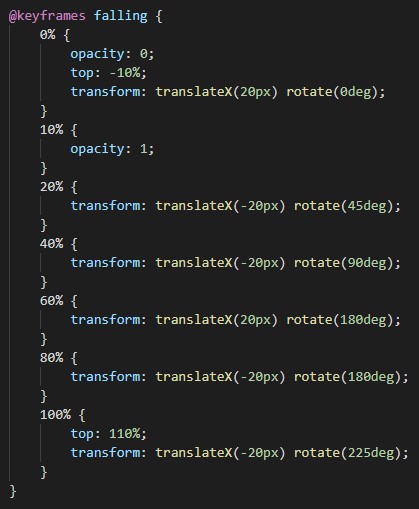 @keyframes falling {
    0% {
        opacity: 0;
        top: -10%;
        transform: translateX(20px) rotate(0deg);
    }
    10% {
        opacity: 1;
    }
    20% {
        transform: translateX(-20px) rotate(45deg);
    }
    40% {
        transform: translateX(-20px) rotate(90deg);
    }
    60% {
        transform: translateX(20px) rotate(180deg);
    }
    80% {
        transform: translateX(-20px) rotate(180deg);
    }
    100% {
        top: 110%;
        transform: translateX(-20px) rotate(225deg);
    }
}